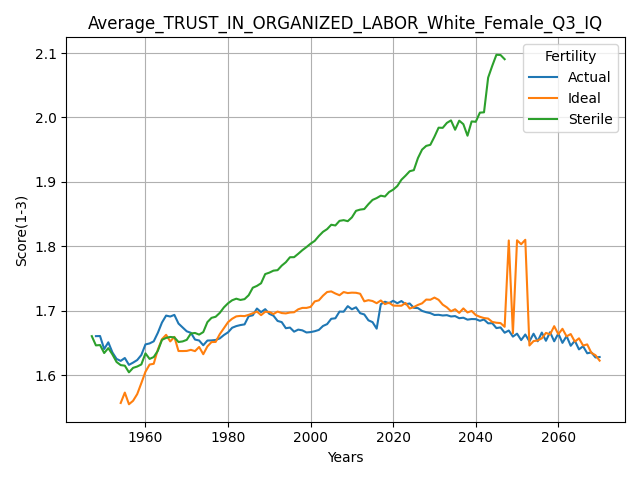 Average_TRUST_IN_ORGANIZED_LABOR_White_Female_Q3_IQ
Fertility
Actual
Ideal
Sterile
Score(1-3)
2.1
2.0
1.9
1.8
1.7
1.6
1960 1980 2000 2020 2040 2060
Years